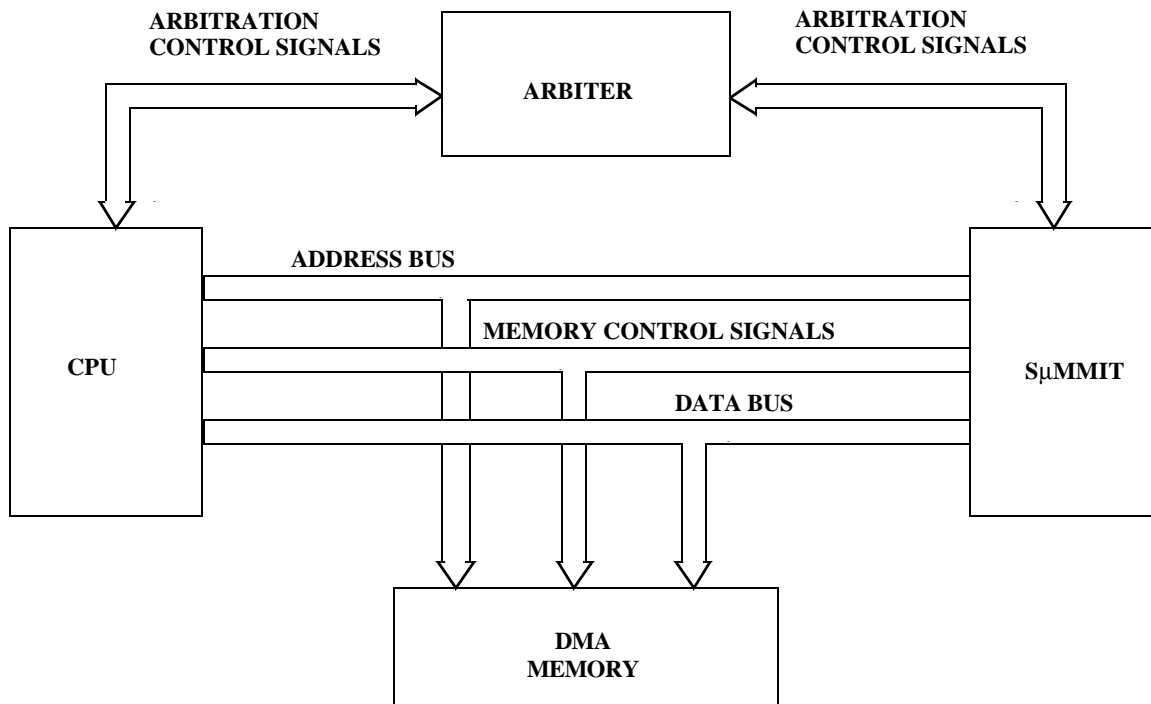 ARBITRATION
CONTROL SIGNALS
ARBITRATION
CONTROL SIGNALS
ARBITER
ADDRESS BUS
MEMORY CONTROL SIGNALS
CPU
SμMMIT
DATA BUS
DMA
MEMORY